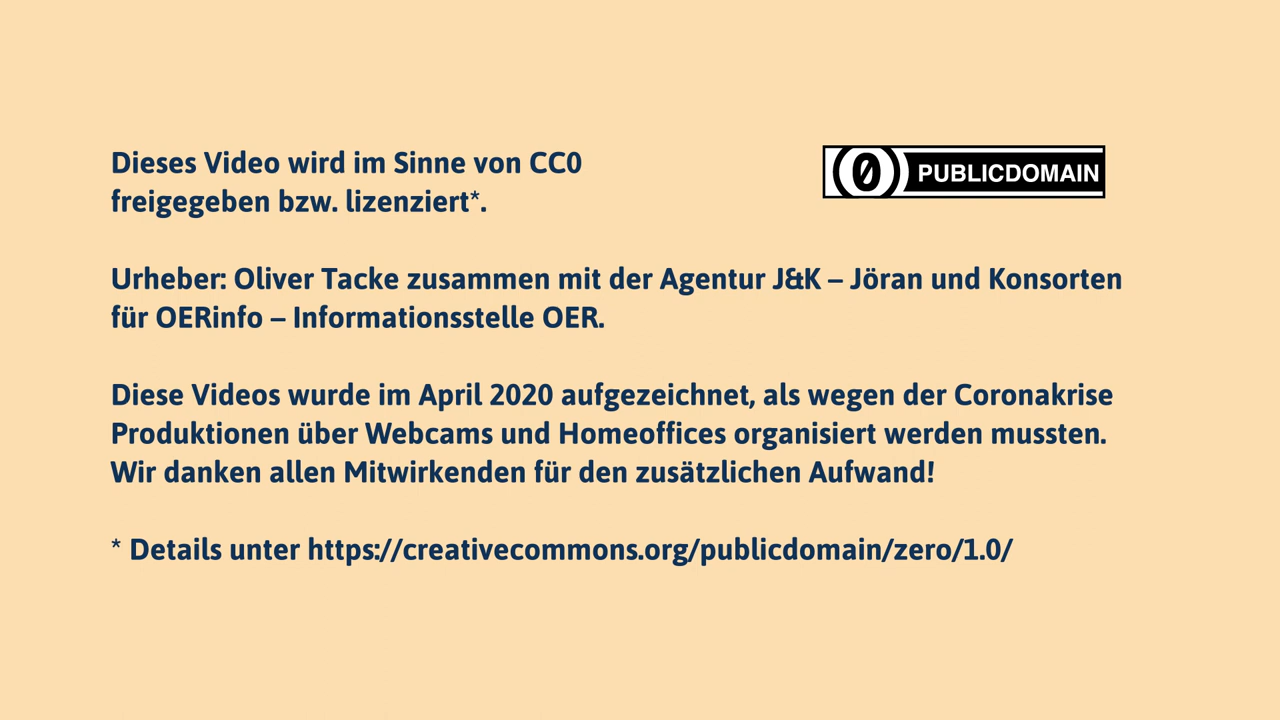 Dieses Video wird im Sinne von CC0
freigegeben bzw. lizenziert*.
0 PUBLICDOMAIN
Urheber: Oliver Tacke zusammen mit der Agentur J&K – Jöran und Konsorten
für OERinfo – Informationsstelle OER.
Diese Videos wurde im April 2020 aufgezeichnet, als wegen der Coronakrise
Produktionen über Webcams und Homeoffices organisiert werden mussten.
Wir danken allen Mitwirkenden für den zusätzlichen Aufwand!
* Details unter https://creativecommons.org/publicdomain/zero/1.0/